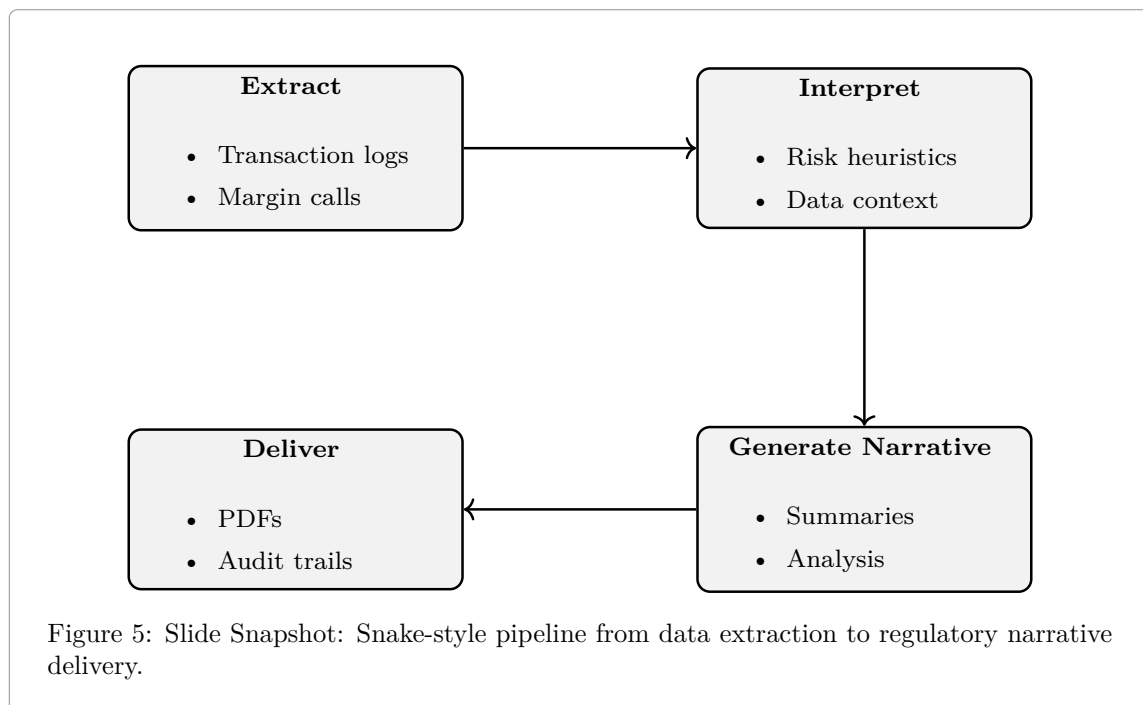 Extract
• Transaction logs
• Margin calls
Interpret
• Risk heuristics
• Data context
Generate Narrative
• Summaries
• Analysis
Deliver
• PDFs
• Audit trails
Figure 5: Slide Snapshot: Snake-style pipeline from data extraction to regulatory narrative
delivery.